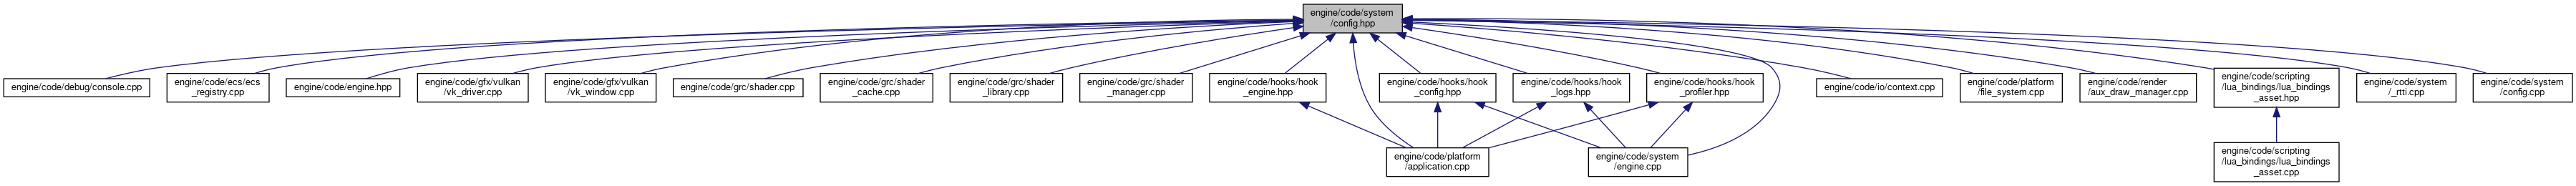 engine/code/system
/config.hpp
engine/code/debug/console.cpp
engine/code/ecs/ecs
_registry.cpp
engine/code/engine.hpp
engine/code/gfx/vulkan
/vk_driver.cpp
engine/code/gfx/vulkan
/vk_window.cpp
engine/code/grc/shader.cpp
engine/code/grc/shader
_cache.cpp
engine/code/grc/shader
_library.cpp
engine/code/grc/shader
_manager.cpp
engine/code/hooks/hook
_engine.hpp
engine/code/hooks/hook
_config.hpp
engine/code/hooks/hook
_logs.hpp
engine/code/hooks/hook
_profiler.hpp
engine/code/io/context.cpp
engine/code/platform
/file_system.cpp
engine/code/render
/aux_draw_manager.cpp
engine/code/scripting
/lua_bindings/lua_bindings
_asset.hpp
engine/code/system
/_rtti.cpp
engine/code/system
/config.cpp
engine/code/platform
/application.cpp
engine/code/system
/engine.cpp
engine/code/scripting
/lua_bindings/lua_bindings
_asset.cpp